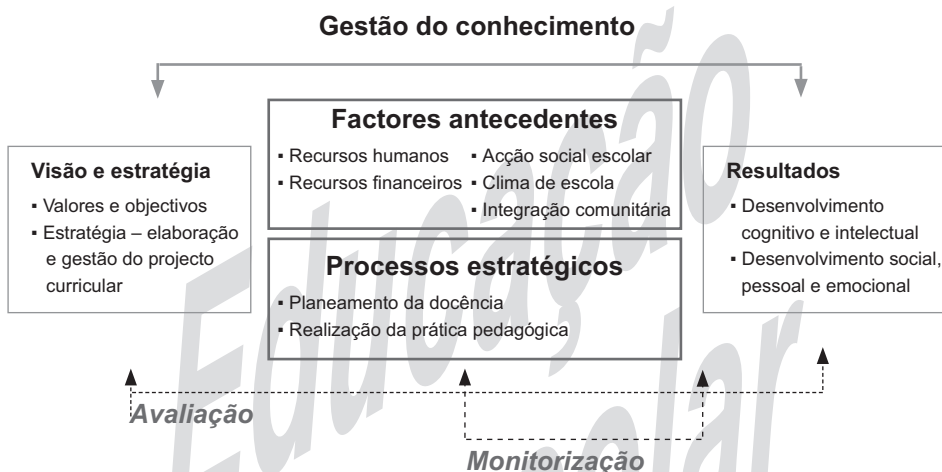 Gestão do conhecimento
Factores antecedentes
▪ Recursos humanos
▪ Recursos financeiros
▪ Acção social escolar
▪ Clima de escola
▪ Integração comunitária
Visão e estratégia
▪ Valores e objectivos
▪ Estratégia – elaboração
e gestão do projecto
curricular
Processos estratégicos
▪ Planeamento da docência
▪ Realização da prática pedagógica
Resultados
▪ Desenvolvimento
cognitivo e intelectual
▪ Desenvolvimento social,
pessoal e emocional
Avaliação
Monitorização
Educação